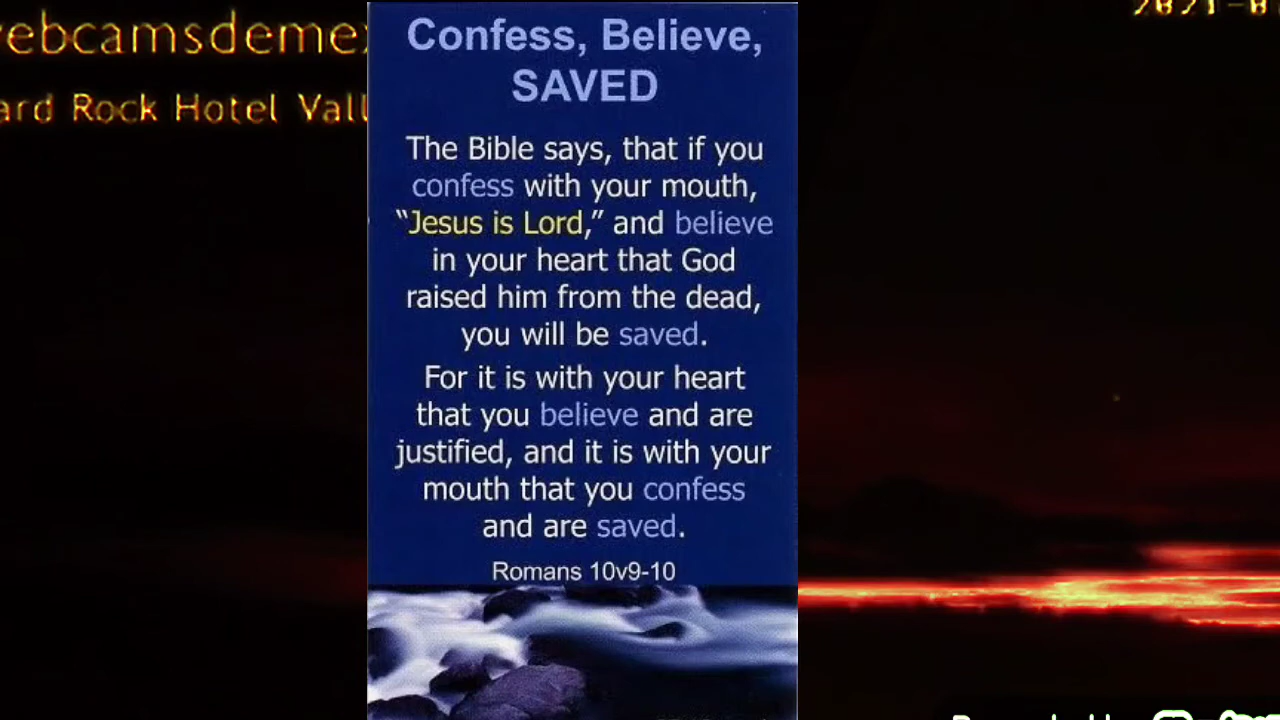 webcamsdemex
ard Rock Hotel Vall
Confess, Believe,
SAVED
The Bible says, that if you
confess with your mouth,
“Jesus is Lord,” and believe
in your heart that God
raised him from the dead,
you will be saved.
For it is with your heart
that you believe and are
justified, and it is with your
mouth that you confess
and are saved.
Romans 10v9-10